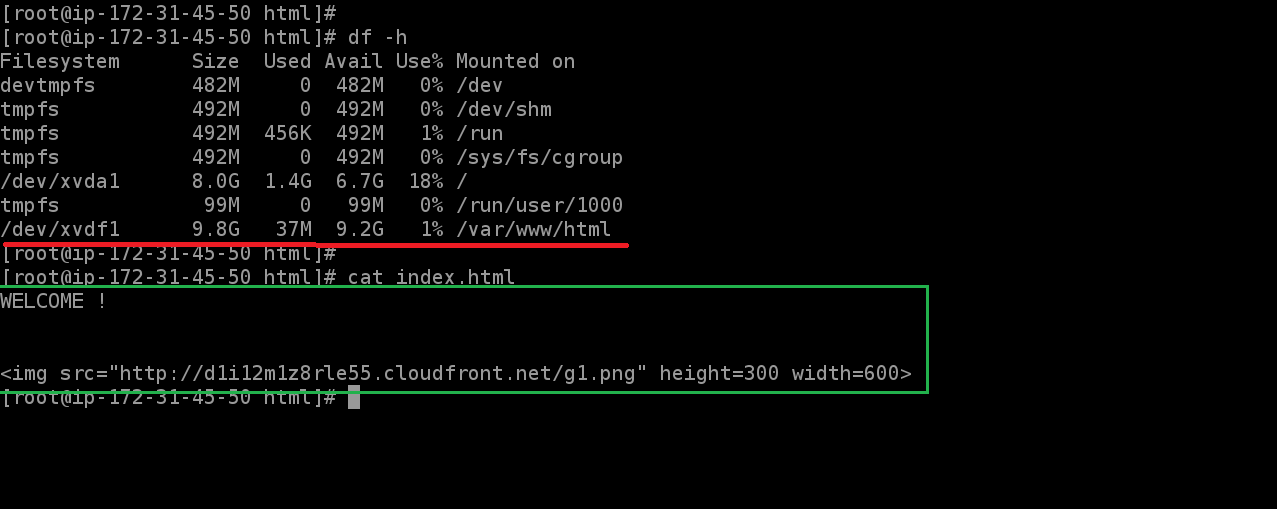 [root@ip-172-31-45-50 html]#
[root@ip-172-31-45-50 html]# df -h
Filesystem      Size  Used Avail Use% Mounted on
devtmpfs        482M     0  482M   0% /dev
tmpfs           492M     0  492M   0% /dev/shm
tmpfs           492M  456K  492M   1% /run
tmpfs           492M     0  492M   0% /sys/fs/cgroup
/dev/xvda1      8.0G  1.4G  6.7G  18% /
tmpfs            99M     0   99M   0% /run/user/1000
/dev/xvdf1      9.8G   37M  9.2G   1% /var/www/html
[root@ip-172-31-45-50 html]#
[root@ip-172-31-45-50 html]# cat index.html
WELCOME !
<img src="http://d1i12m1z8rle55.cloudfront.net/g1.png" height=300 width=600>
[root@ip-172-31-45-50 html]#